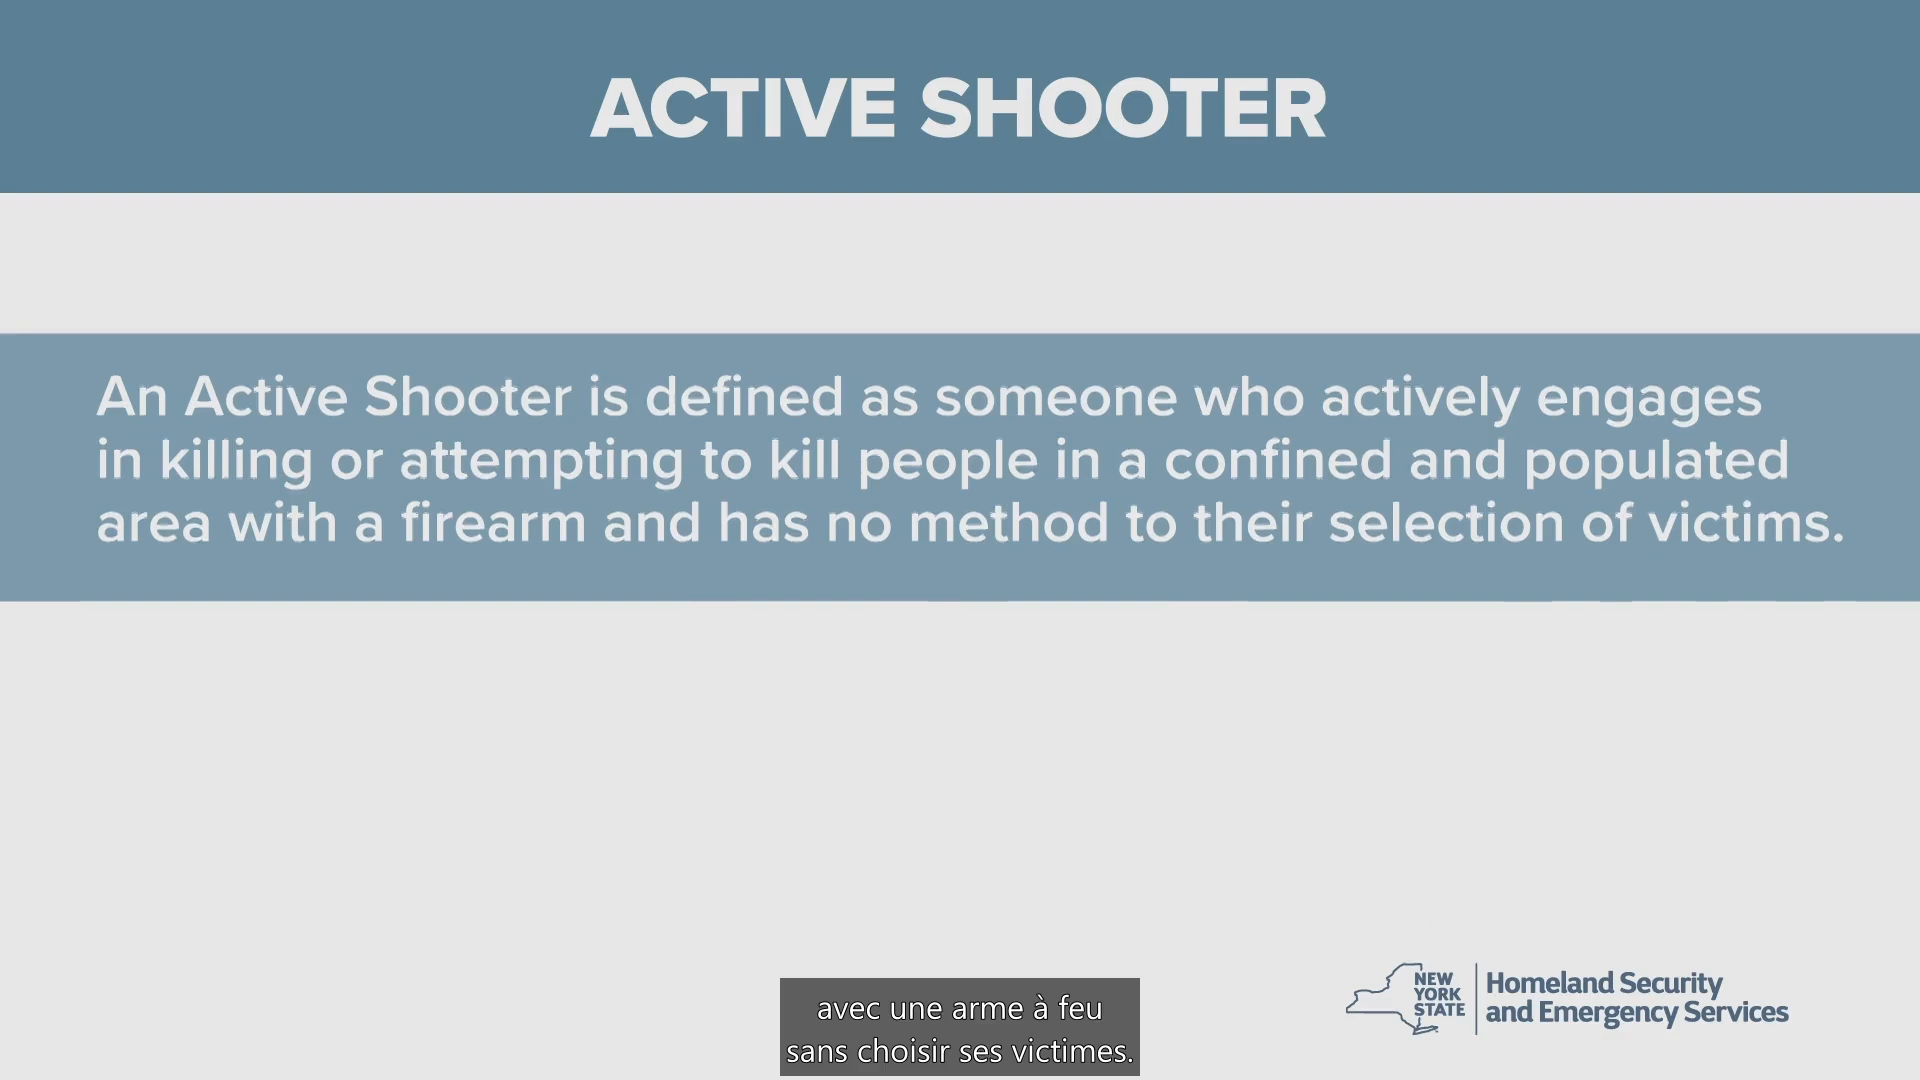 ACTIVE SHOOTER
An Active Shooter is defined as someone who actively engages
in killing or attempting to kill people in a confined and populated
area with a firearm and has no method to their selection of victims.
avec une arme à feu
sans choisir ses victimes.
NEW
YORK
STATE
Homeland Security
and Emergency Services